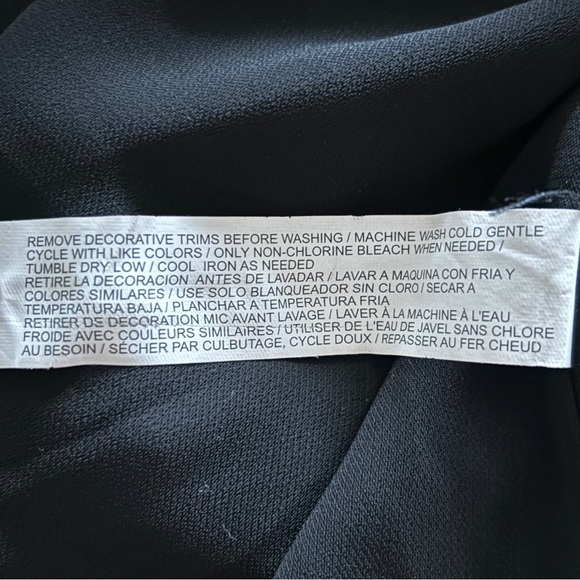 REMOVE DECORATIVE TRIMS BEFORE WASHING / MACHINE WASH COLD GENTLE
CYCLE WITH LIKE COLORS / ONLY NON-CHLORINE BLEACH WHEN NEEDED /
TUMBLE DRY LOW / COOL IRON AS NEEDED
RETIRE LA DECORACION ANTES DE LAVADAR / LAVAR A MAQUINA CON FRIA Y
COLORES SIMILARES / USE SOLO BLANQUEADOR SIN CLORO / SECAR A
TEMPERATURA BAJA / PLANCHAR A TEMPERATURA FRIA
RETIRER DS DECORATION MIC AVANT LAVAGE / LAVER À LA MACHINE À L'EAU
FROIDE AVEC COULEURS SIMILAIRES / UTILISER DE L'EAU DE JAVEL SANS CHLORE
AU BESOIN / SÉCHER PAR CULBUTAGE, CYCLE DOUX / REPASSER AU FER CHEUD